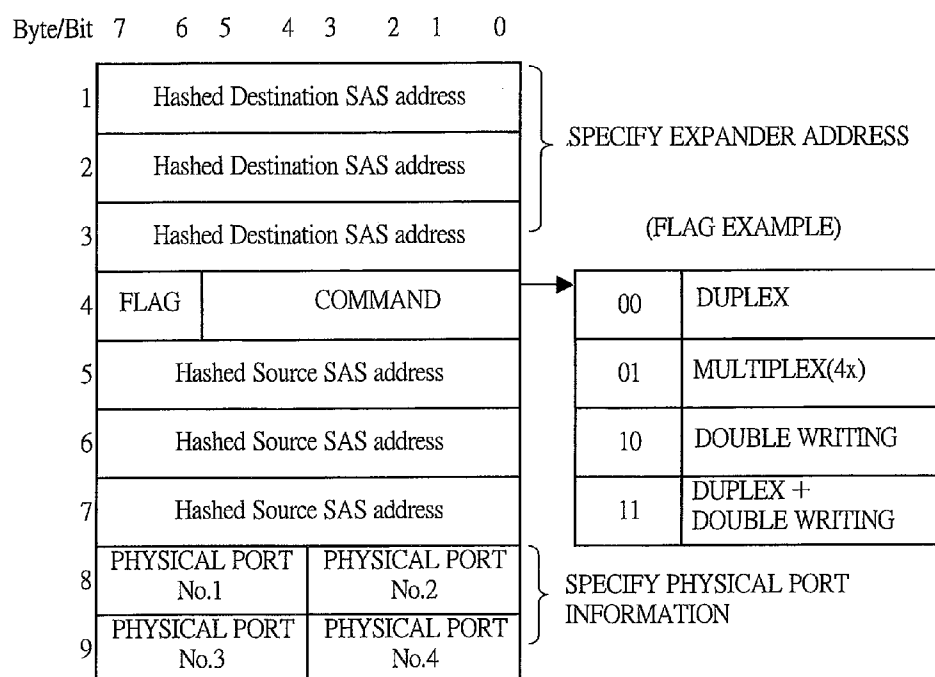 Byte/Bit 7 6 5 4 3 2 1 0
1 Hashed Destination SAS address
2 Hashed Destination SAS address
3 Hashed Destination SAS address
SPECIFY EXPANDER ADDRESS
(FLAG EXAMPLE)
4 FLAG COMMAND
00 DUPLEX
5 Hashed Source SAS address
01 MULTIPLEX(4x)
6 Hashed Source SAS address
10 DOUBLE WRITING
7 Hashed Source SAS address
11 DUPLEX +
DOUBLE WRITING
8 PHYSICAL PORT No.1 PHYSICAL PORT No.2
9 PHYSICAL PORT No.3 PHYSICAL PORT No.4
SPECIFY PHYSICAL PORT
INFORMATION